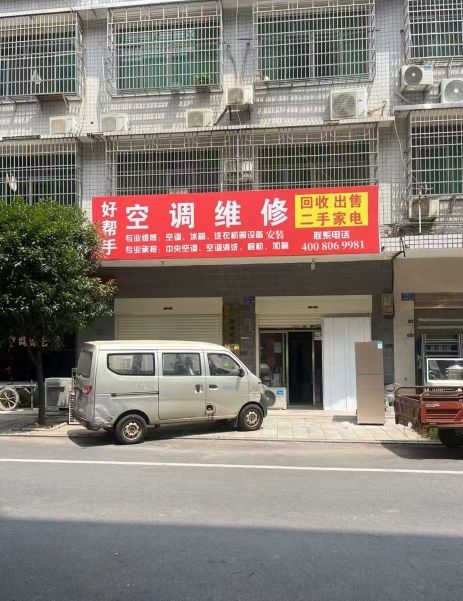 好帮手
空调维修
专业维修：空调、冰箱、洗衣机等设备安装
专业承接：中央空调、空调清洗、移机、加氟
回收出售
二手家电
联系电话
400 806 9981